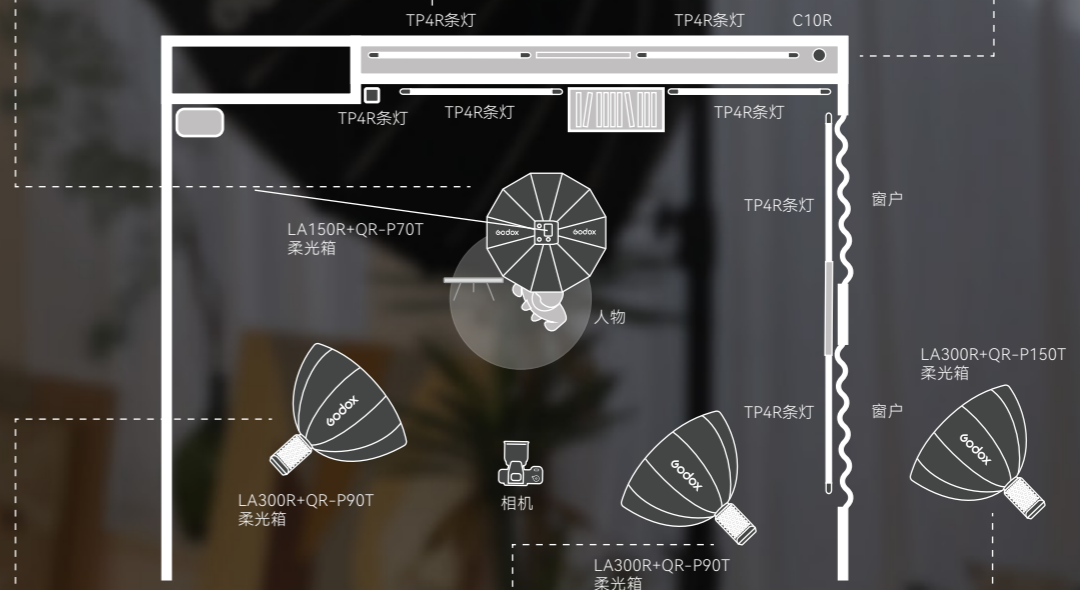 TP4R条灯
TP4R条灯
C10R
TP4R条灯
TP4R条灯
TP4R条灯
TP4R条灯
窗户
LA150R+QR-P70T
柔光箱
Godox
Godox
人物
LA300R+QR-P150T
柔光箱
TP4R条灯
窗户
Godox
Godox
Godox
LA300R+QR-P90T
柔光箱
相机
LA300R+QR-P90T
柔光箱